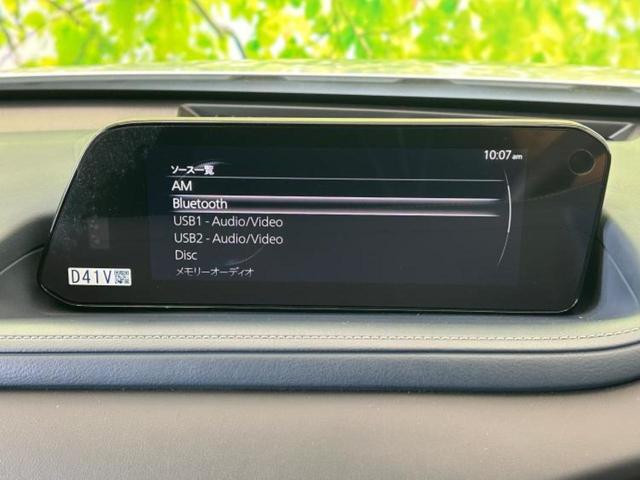 10:07am
ソース一覧
AM
Bluetooth
USB1 - Audio/Video
USB2 - Audio/Video
Disc
メモリーオーディオ
D41V